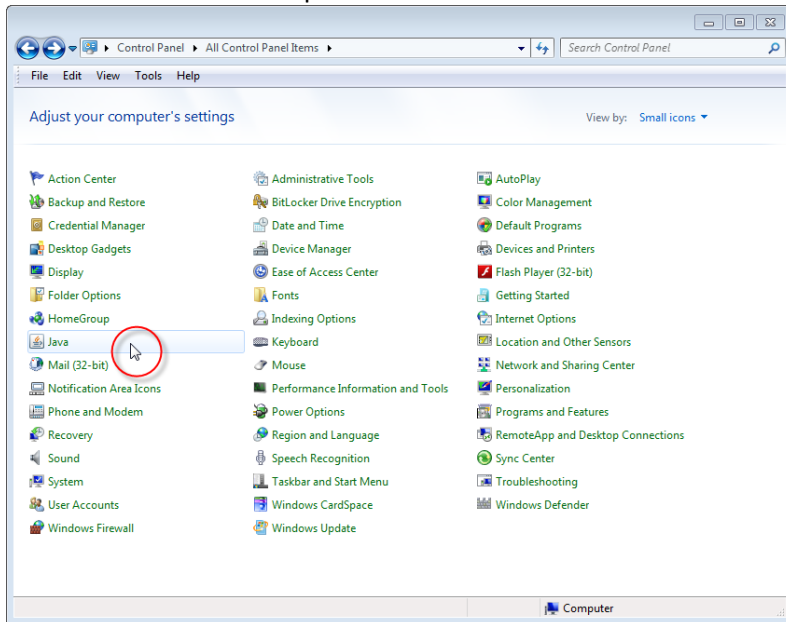 Control Panel All Control Panel Items Search Control Panel
File Edit View Tools Help
Adjust your computer's settings View by: Small icons
Action Center Administrative Tools AutoPlay
Backup and Restore BitLocker Drive Encryption Color Management
Credential Manager Date and Time Default Programs
Desktop Gadgets Device Manager Devices and Printers
Display Ease of Access Center Flash Player (32-bit)
Folder Options Fonts Getting Started
HomeGroup Indexing Options Internet Options
Java Keyboard Location and Other Sensors
Mail (32-bit) Mouse Network and Sharing Center
Notification Area Icons Performance Information and Tools Personalization
Phone and Modem Power Options Programs and Features
Recovery Region and Language RemoteApp and Desktop Connections
Sound Speech Recognition Sync Center
System Taskbar and Start Menu Troubleshooting
User Accounts Windows CardSpace Windows Defender
Windows Firewall Windows Update
Computer